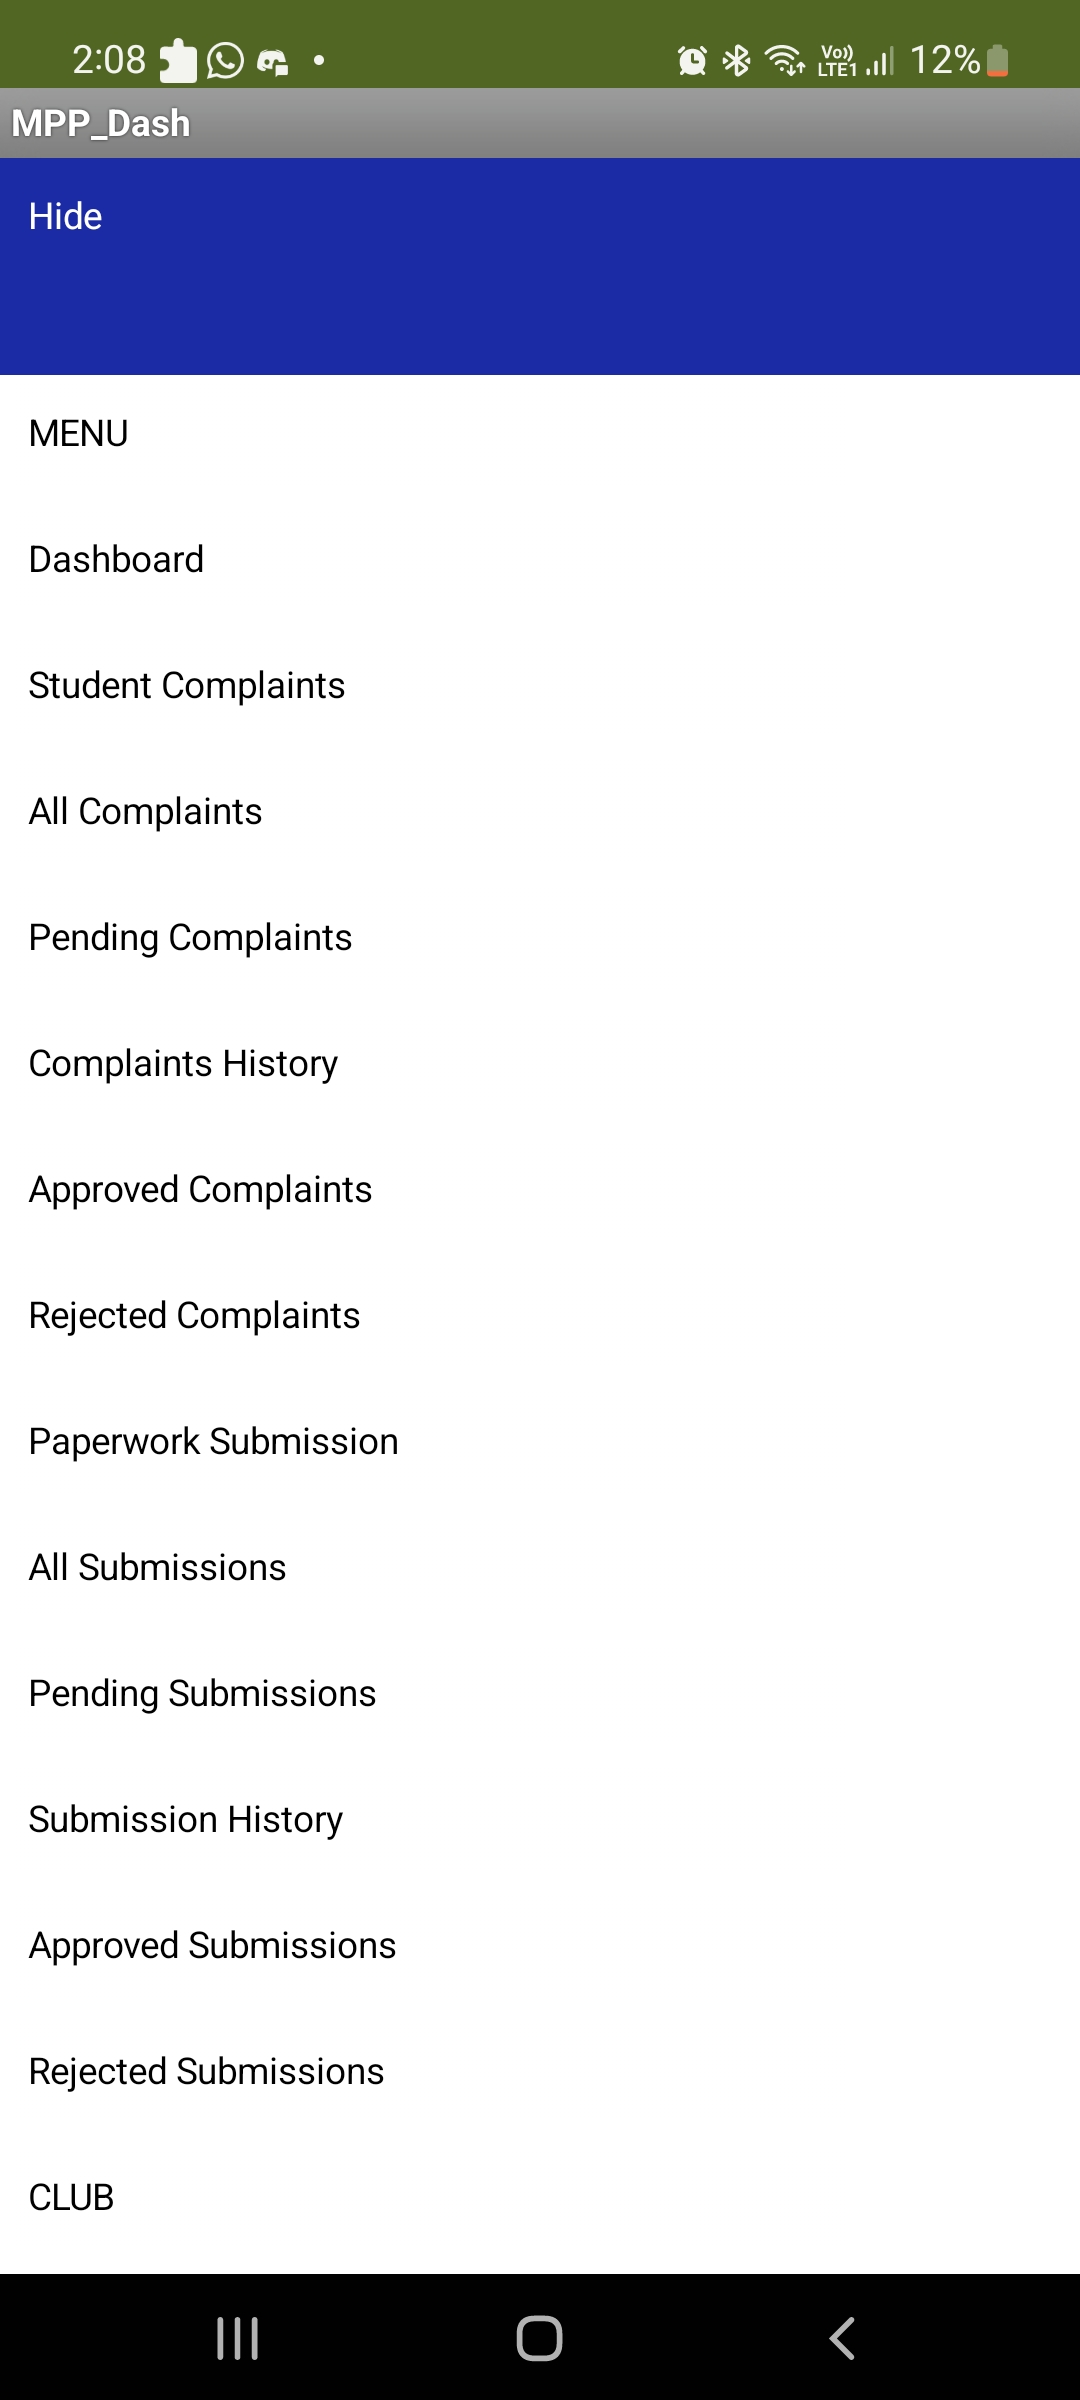 2:08
Vo)) LTE1 12%
MPP_Dash
Hide
MENU
Dashboard
Student Complaints
All Complaints
Pending Complaints
Complaints History
Approved Complaints
Rejected Complaints
Paperwork Submission
All Submissions
Pending Submissions
Submission History
Approved Submissions
Rejected Submissions
CLUB